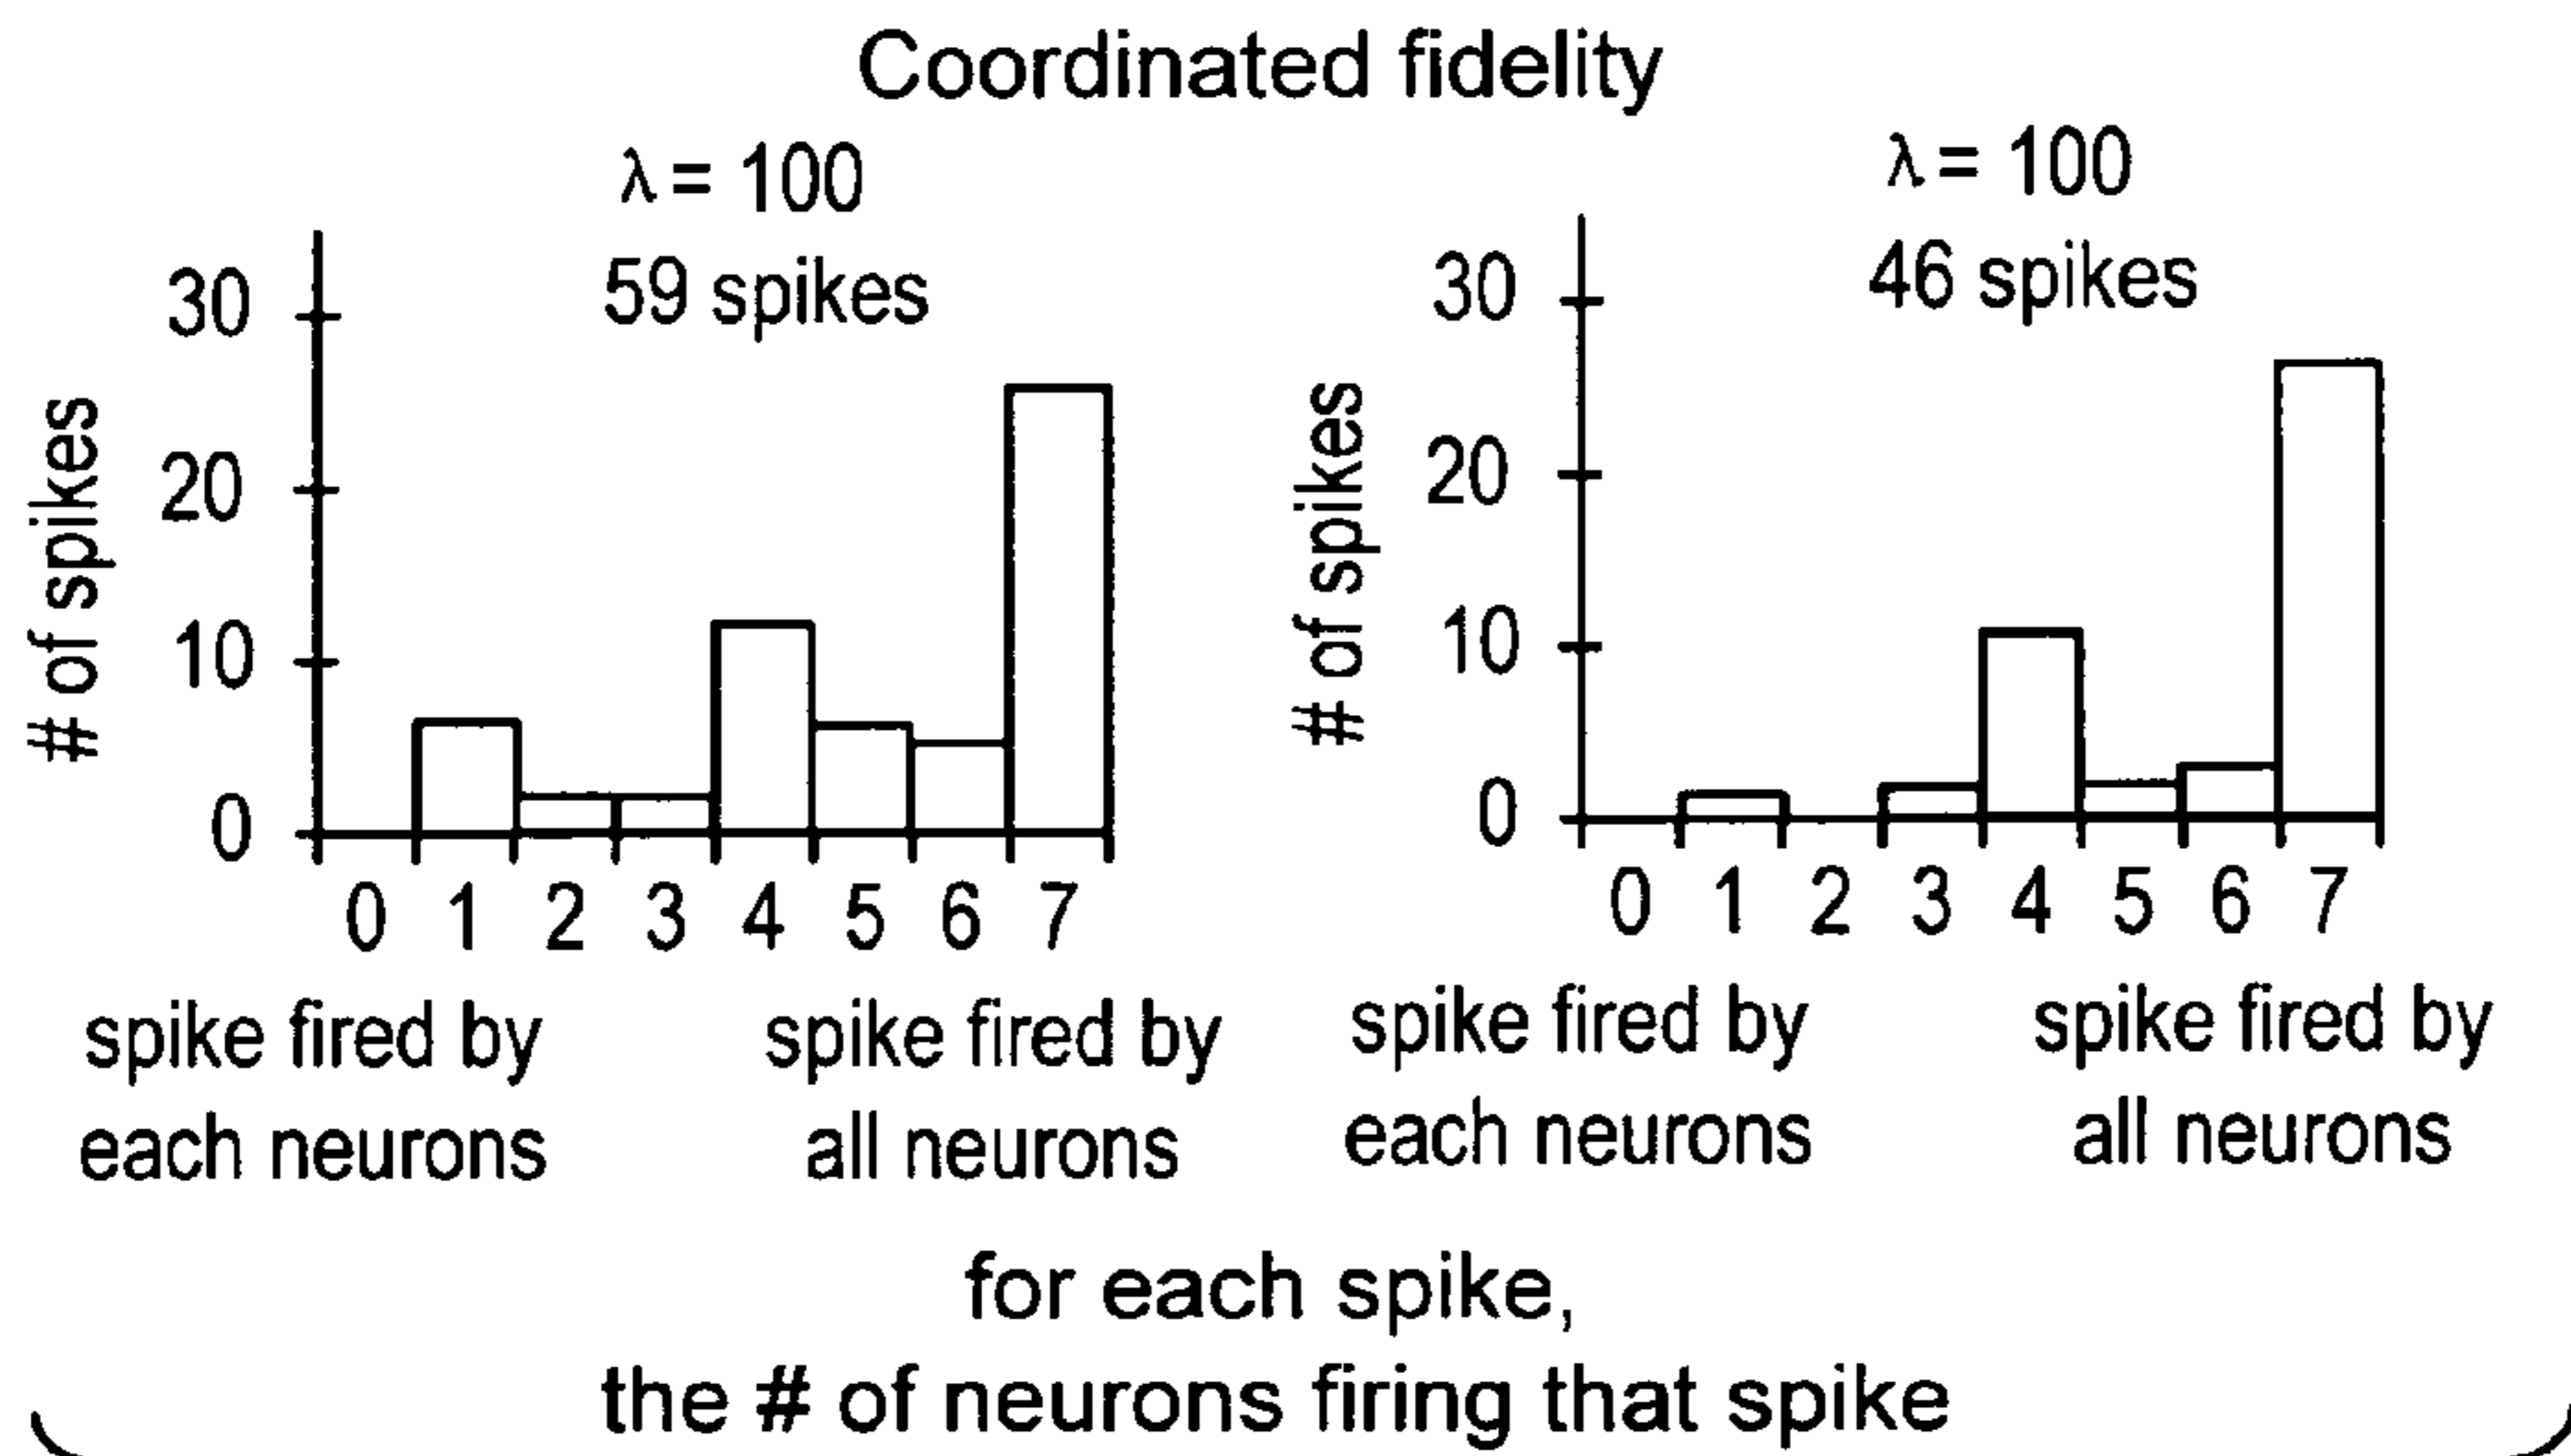 Coordinated fidelity
λ = 100
59 spikes
# of spikes
30
20
10
0
0 1 2 3 4 5 6 7
spike fired by
each neurons
spike fired by
all neurons
λ = 100
46 spikes
# of spikes
30
20
10
0
0 1 2 3 4 5 6 7
spike fired by
each neurons
spike fired by
all neurons
for each spike,
the # of neurons firing that spike